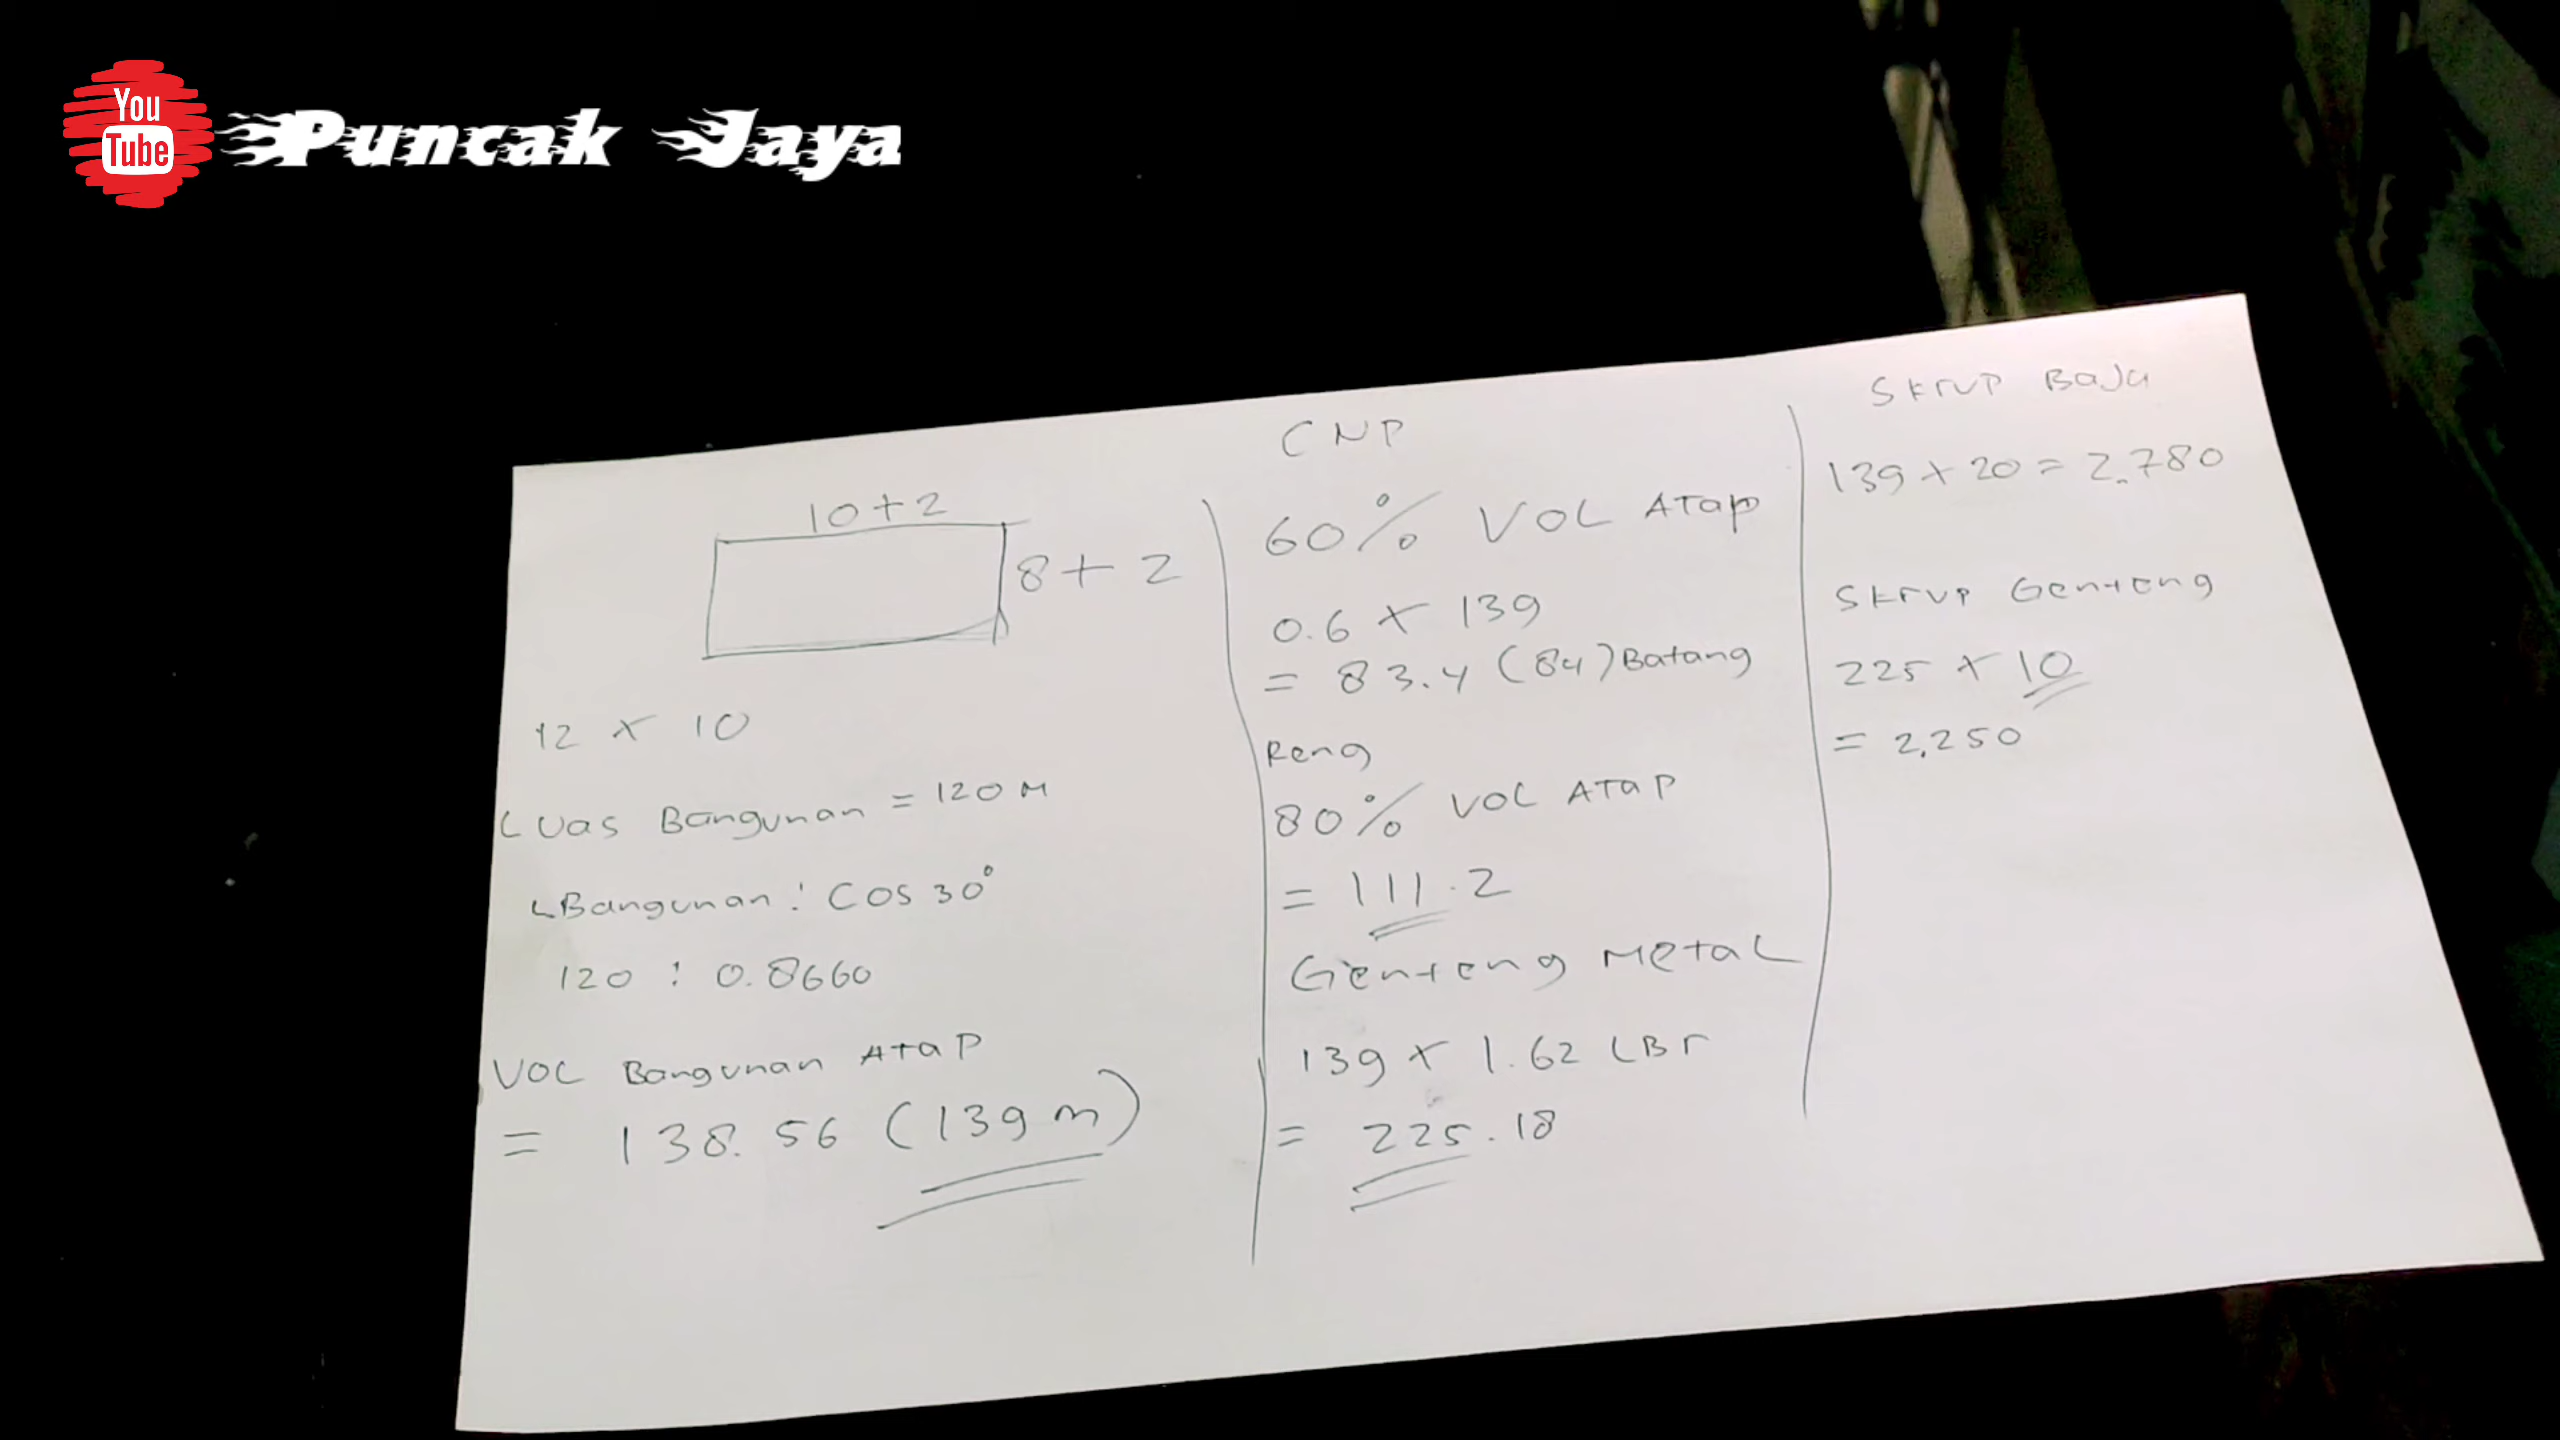 You
Tube
Puncak Jaya
10+2
8+2
12 x 10
Luas Bangunan = 120 M
L Bangunan : Cos 30°
120 : 0.8660
VOL Bangunan Atap
= 138.56 (139 m)
CNP
60% VOL ATap
0.6 x 139
= 83.4 (84) Batang
Reng
80% VOL ATap
= 111.2
Genteng Metal
139 x 1.62 LBr
= 225.18
Skrup Baja
139 x 20 = 2.780
Skrup Genteng
225 x 10
= 2.250